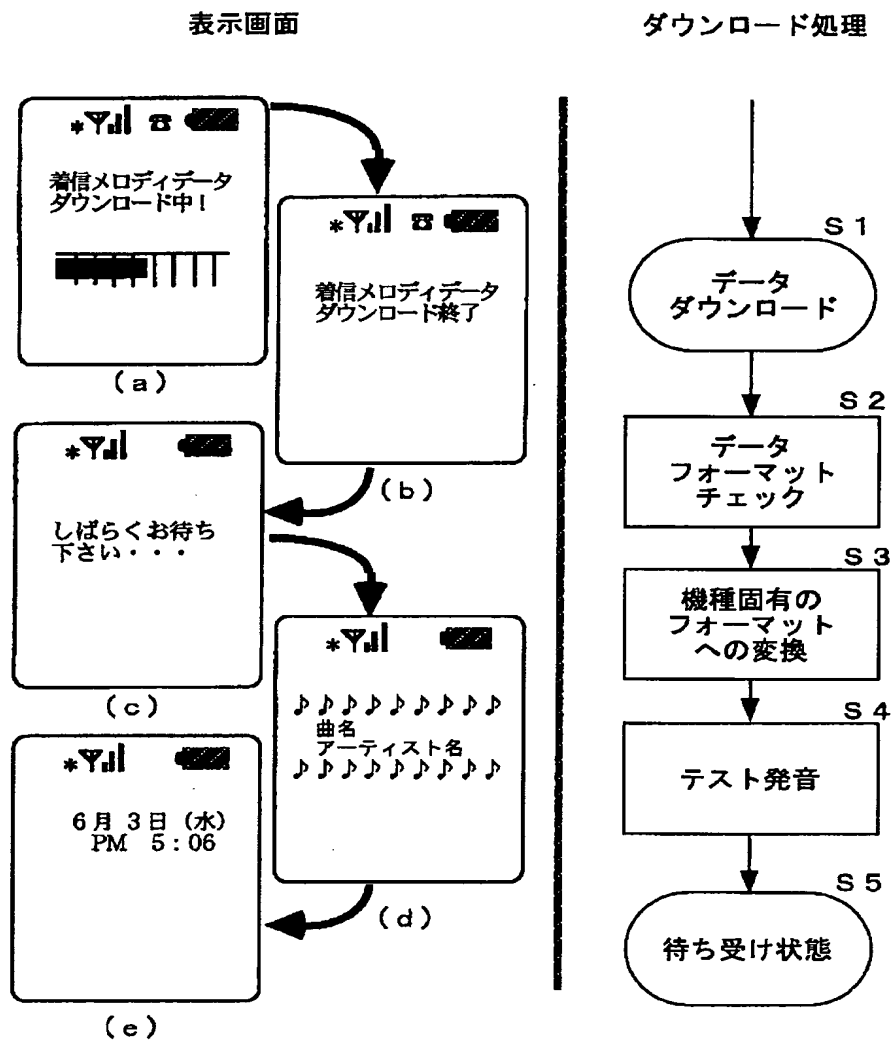 表示画面
ダウンロード処理
着信メロディデータ
ダウンロード中!
(a)
着信メロディデータ
ダウンロード終了
(b)
しばらくお待ち
下さい・・・
(c)
♪♪♪♪♪♪♪♪♪
曲名
アーティスト名
♪♪♪♪♪♪♪♪♪
(d)
6月 3日 (水)
PM 5:06
(e)
S1
データ
ダウンロード
S2
データ
フォーマット
チェック
S3
機種固有の
フォーマット
への変換
S4
テスト発音
S5
待ち受け状態